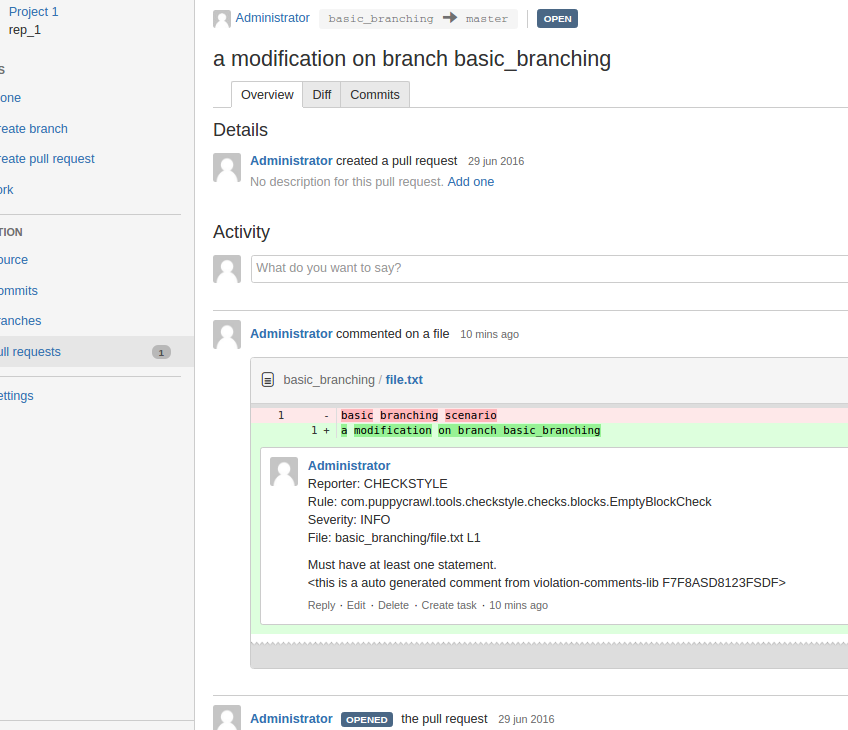 Project 1
rep_1
S
one
reate branch
reate pull request
ork
TION
ource
ommits
ranches
ull requests 1
ettings
Administrator basic_branching master OPEN
a modification on branch basic_branching
Overview Diff Commits
Details
Administrator created a pull request 29 jun 2016
No description for this pull request. Add one
Activity
What do you want to say?
Administrator commented on a file 10 mins ago
basic_branching / file.txt
1 - basic branching scenario
1 + a modification on branch basic_branching
Administrator
Reporter: CHECKSTYLE
Rule: com.puppycrawl.tools.checkstyle.checks.blocks.EmptyBlockCheck
Severity: INFO
File: basic_branching/file.txt L1
Must have at least one statement.
<this is a auto generated comment from violation-comments-lib F7F8ASD8123FSDF>
Reply · Edit · Delete · Create task · 10 mins ago
Administrator OPENED the pull request 29 jun 2016